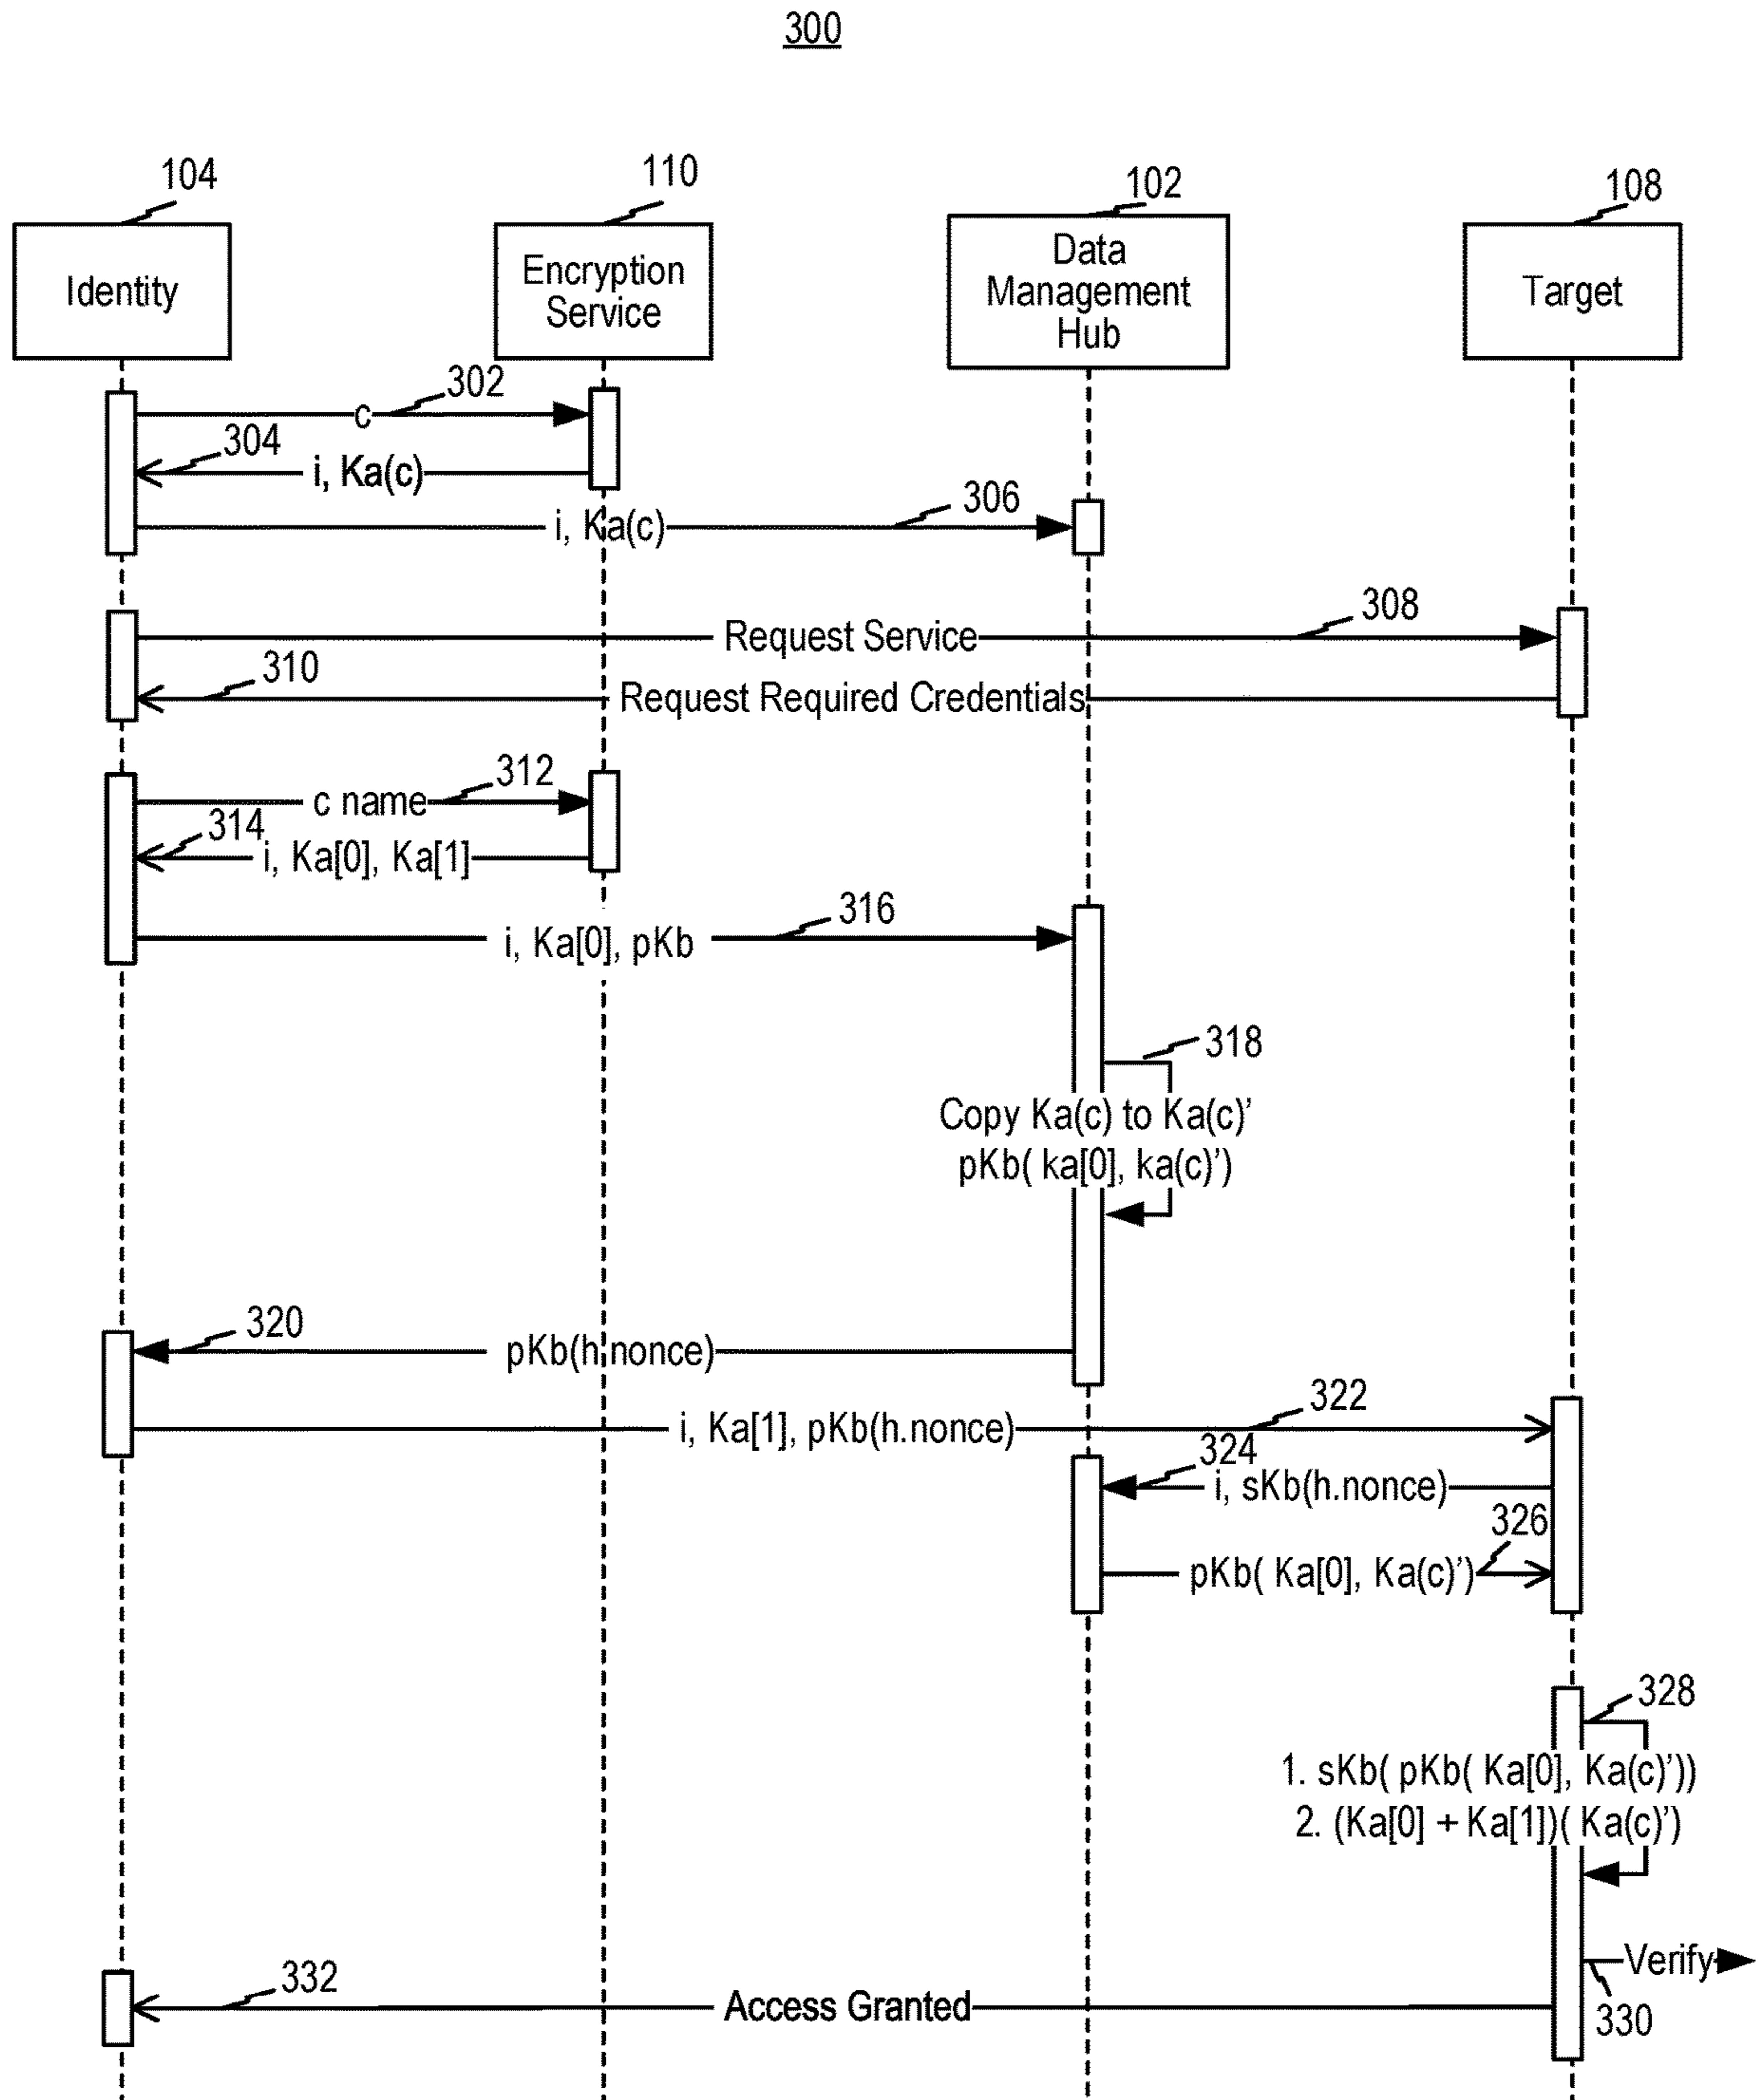 300
104
110
102
108
Identity
Encryption
Service
Data
Management
Hub
Target
302
c
304
i, Ka(c)
306
i, Ka(c)
308
Request Service
310
Request Required Credentials
312
c name
314
i, Ka[0], Ka[1]
316
i, Ka[0], pKb
318
Copy Ka(c) to Ka(c)’
pKb( ka[0], ka(c)’)
320
pKb(h.nonce)
322
i, Ka[1], pKb(h.nonce)
324
i, sKb(h.nonce)
326
pKb( Ka[0], Ka(c)’)
328
1. sKb( pKb( Ka[0], Ka(c)’))
2. (Ka[0] + Ka[1])( Ka(c)’)
Verify
330
332
Access Granted